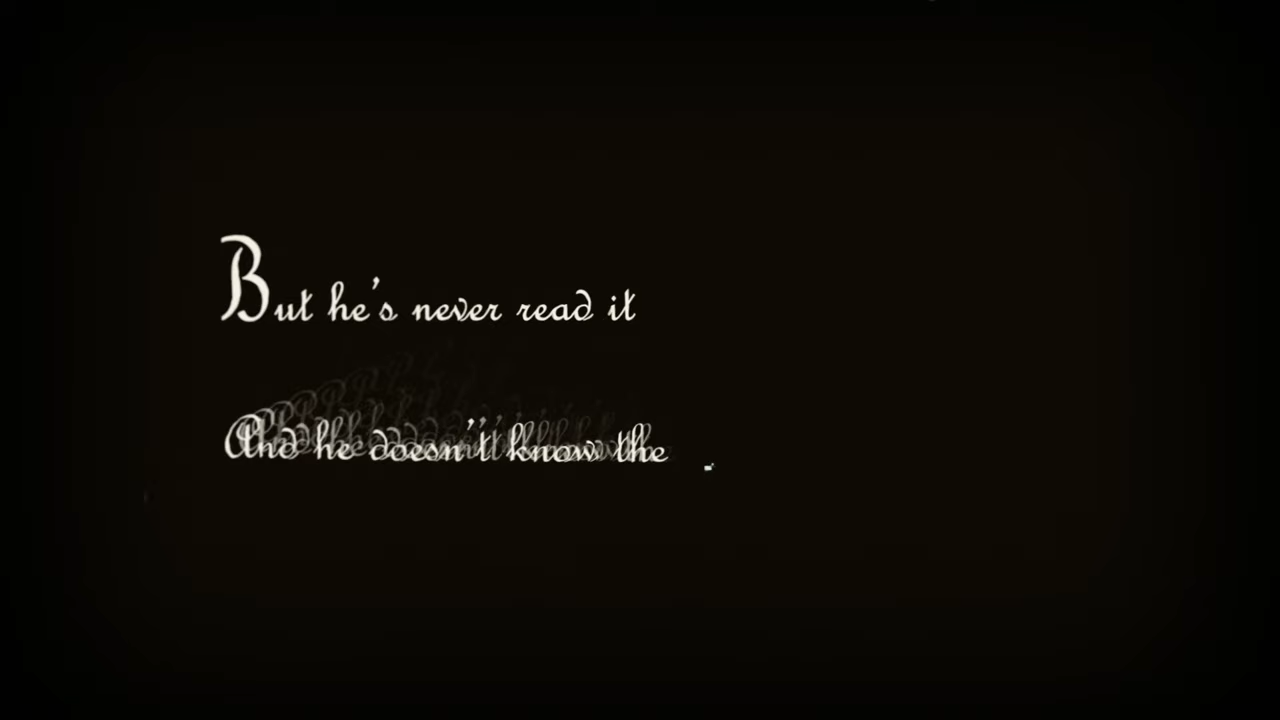 But he's never read it
And he doesn't know the